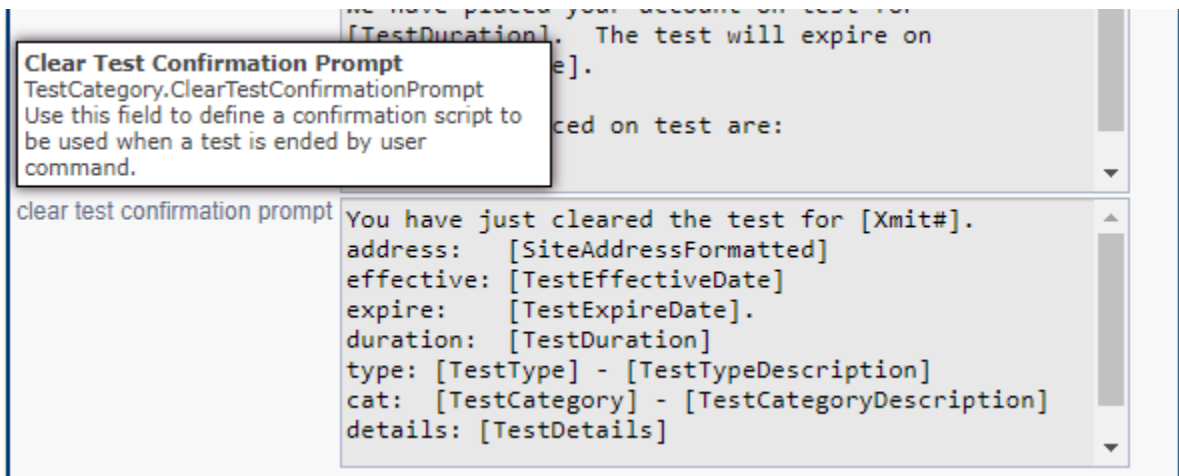 we have placed your account on test for
[TestDuration].  The test will expire on
e].
ced on test are:
Clear Test Confirmation Prompt
TestCategory.ClearTestConfirmationPrompt
Use this field to define a confirmation script to
be used when a test is ended by user
command.
clear test confirmation prompt
You have just cleared the test for [Xmit#].
address:   [SiteAddressFormatted]
effective: [TestEffectiveDate]
expire:    [TestExpireDate].
duration:  [TestDuration]
type: [TestType] - [TestTypeDescription]
cat:  [TestCategory] - [TestCategoryDescription]
details: [TestDetails]